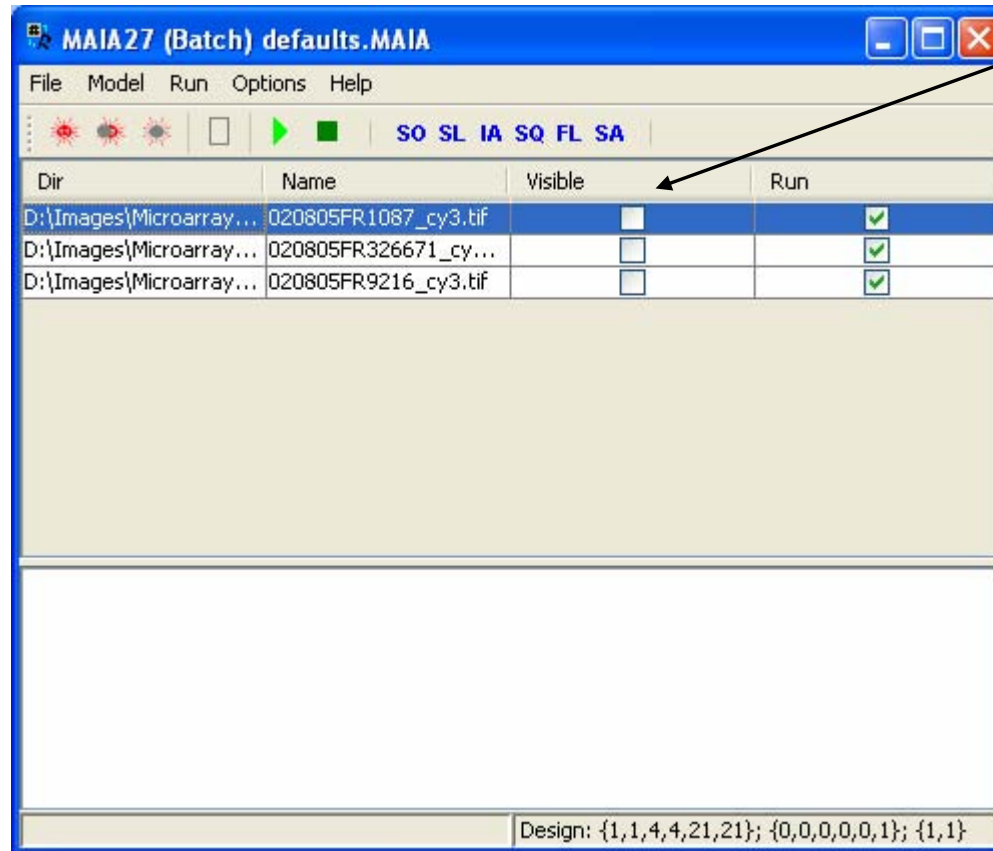 MAIA27 (Batch) defaults.MAIA
File Model Run Options Help
SO SL IA SQ FL SA
Dir Name Visible Run
D:\Images\Microarray... 020805FR1087_cy3.tif
D:\Images\Microarray... 020805FR326671_cy...
D:\Images\Microarray... 020805FR9216_cy3.tif
Design: {1,1,4,4,21,21}; {0,0,0,0,0,1}; {1,1}